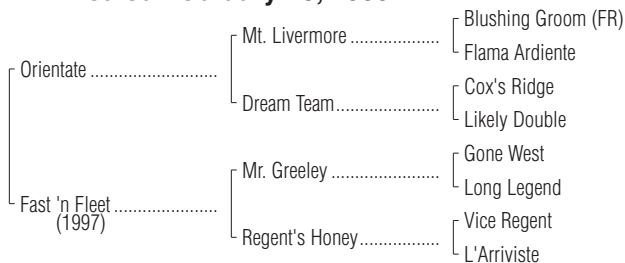 Blushing Groom (FR)
Mt. Livermore
Flama Ardiente
Orientate
Cox's Ridge
Dream Team
Likely Double
Gone West
Mr. Greeley
Long Legend
Fast 'n Fleet
(1997)
Vice Regent
Regent's Honey
L'Arriviste